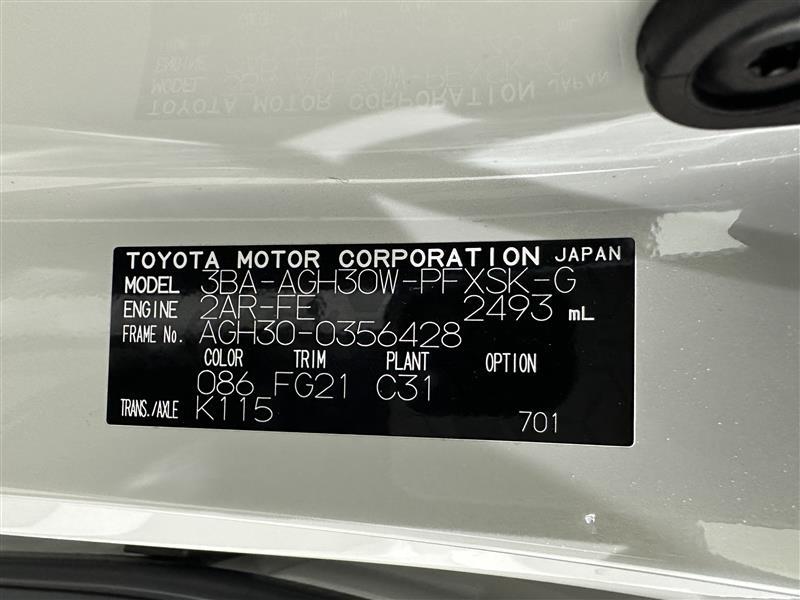 TOYOTA MOTOR CORPORATION JAPAN
MODEL 3BA-AGH30W-PFXSK-G
ENGINE 2AR-FE 2493 mL
FRAME No. AGH30-0356428
COLOR TRIM PLANT OPTION
086 FG21 C31
TRANS./AXLE K115
701